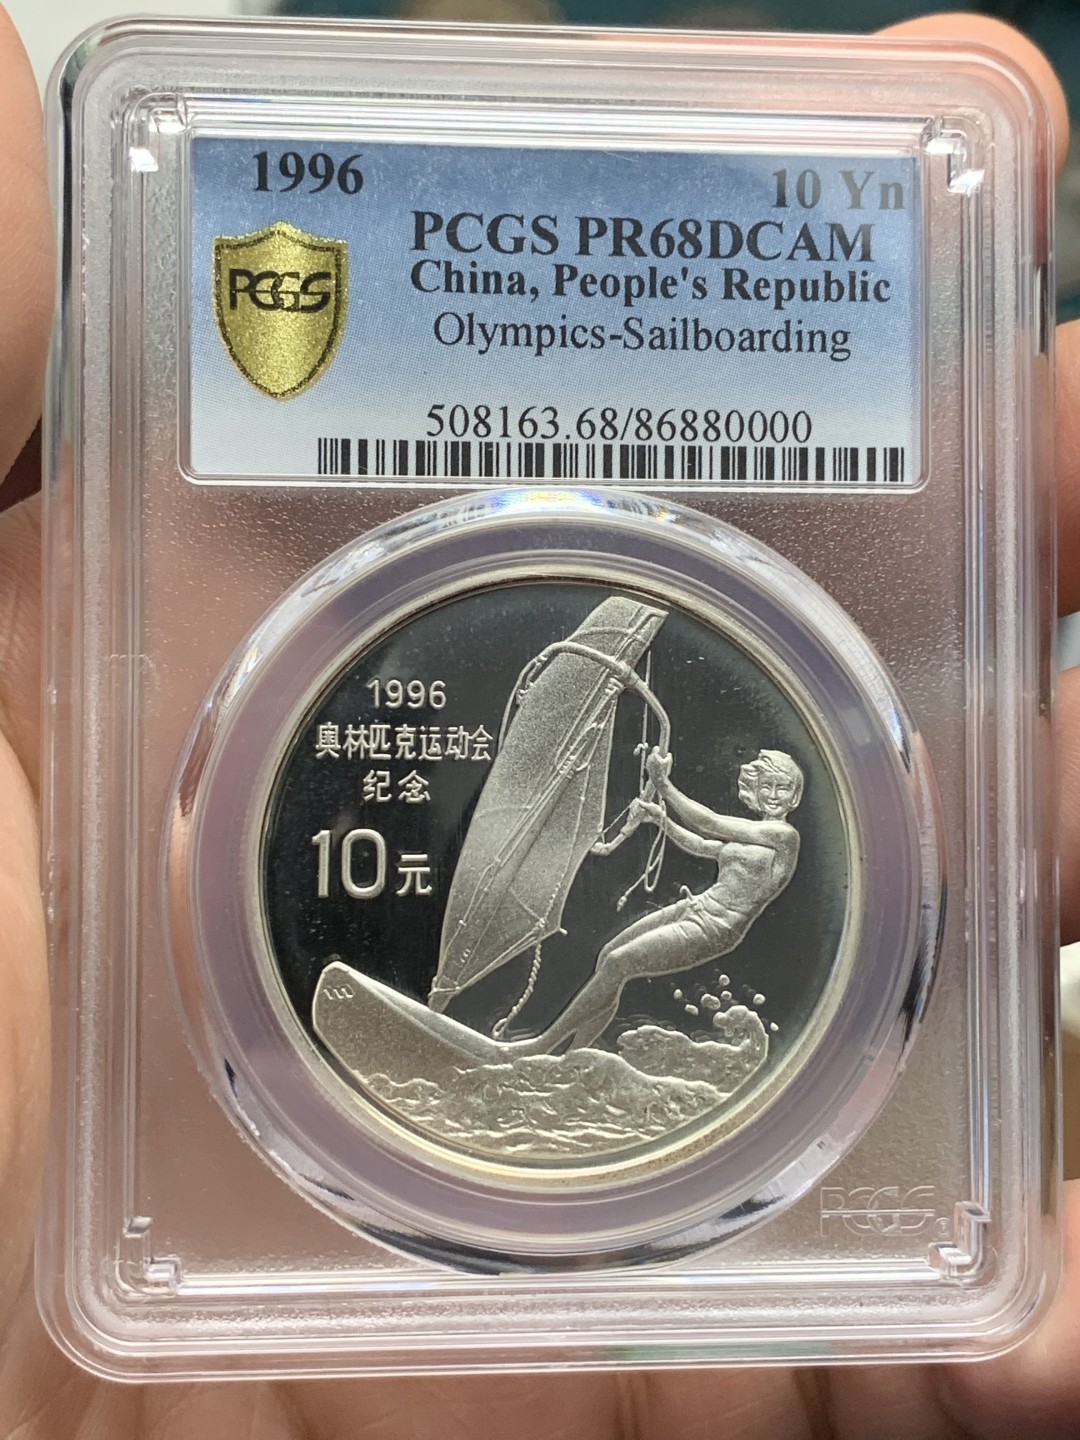 1996
10 Yn
PCGS PR68DCAM
China, People's Republic
PCGS
Olympics-Sailboarding
508163.68/86880000
1996
奥林匹克运动会
纪念
10元
PCGS